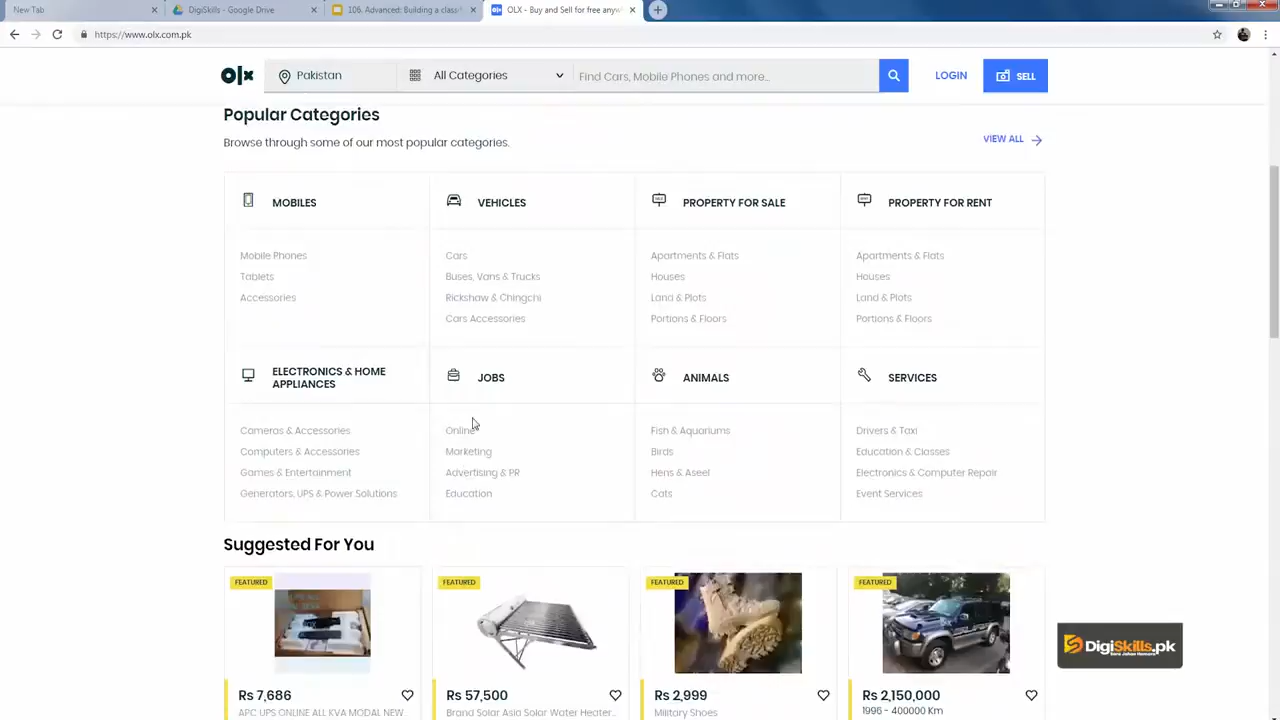 New Tab
DigiSkills - Google Drive
106. Advanced: Building a classi
OLX - Buy and Sell for free anyw
https://www.olx.com.pk
olx
Pakistan
All Categories
Find Cars, Mobile Phones and more...
LOGIN
SELL
Popular Categories
Browse through some of our most popular categories.
VIEW ALL
MOBILES
VEHICLES
PROPERTY FOR SALE
PROPERTY FOR RENT
Mobile Phones
Cars
Apartments & Flats
Apartments & Flats
Tablets
Buses, Vans & Trucks
Houses
Houses
Accessories
Rickshaw & Chingchi
Land & Plots
Land & Plots
Cars Accessories
Portions & Floors
Portions & Floors
ELECTRONICS & HOME
APPLIANCES
JOBS
ANIMALS
SERVICES
Cameras & Accessories
Online
Fish & Aquariums
Drivers & Taxi
Computers & Accessories
Marketing
Birds
Education & Classes
Games & Entertainment
Advertising & PR
Hens & Aseel
Electronics & Computer Repair
Generators, UPS & Power Solutions
Education
Cats
Event Services
Suggested For You
FEATURED
FEATURED
FEATURED
FEATURED
DigiSkills.pk
Rs 7,686
Rs 57,500
Rs 2,999
Rs 2,150,000
APC UPS ONLINE ALL KVA MODAL NEW
Brand Solar Asia Solar Water Heater...
Military Shoes
1996 - 400000 Km